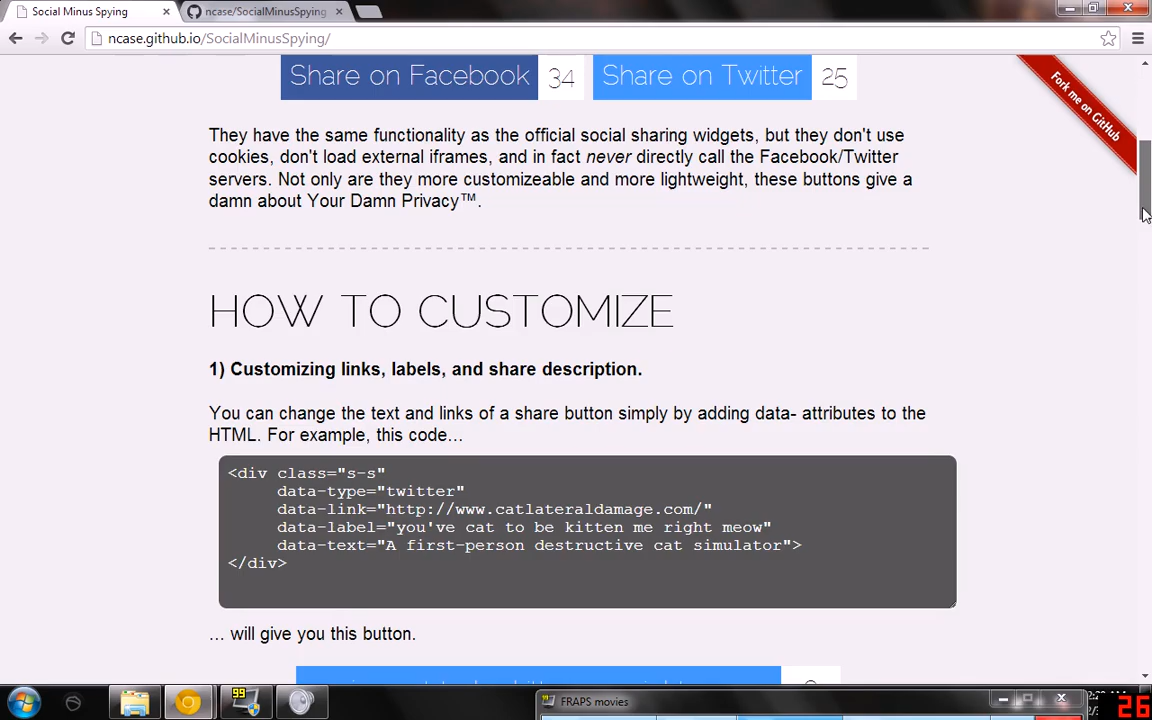 Social Minus Spying
ncase/SocialMinusSpying
ncase.github.io/SocialMinusSpying/
Share on Facebook 34 Share on Twitter 25
Fork me on GitHub
They have the same functionality as the official social sharing widgets, but they don't use
cookies, don't load external iframes, and in fact never directly call the Facebook/Twitter
servers. Not only are they more customizeable and more lightweight, these buttons give a
damn about Your Damn Privacy™.
HOW TO CUSTOMIZE
1) Customizing links, labels, and share description.
You can change the text and links of a share button simply by adding data- attributes to the
HTML. For example, this code...
<div class="s-s"
data-type="twitter"
data-link="http://www.catlateraldamage.com/"
data-label="you've cat to be kitten me right meow"
data-text="A first-person destructive cat simulator">
</div>
... will give you this button.
99
FRAPS movies
26